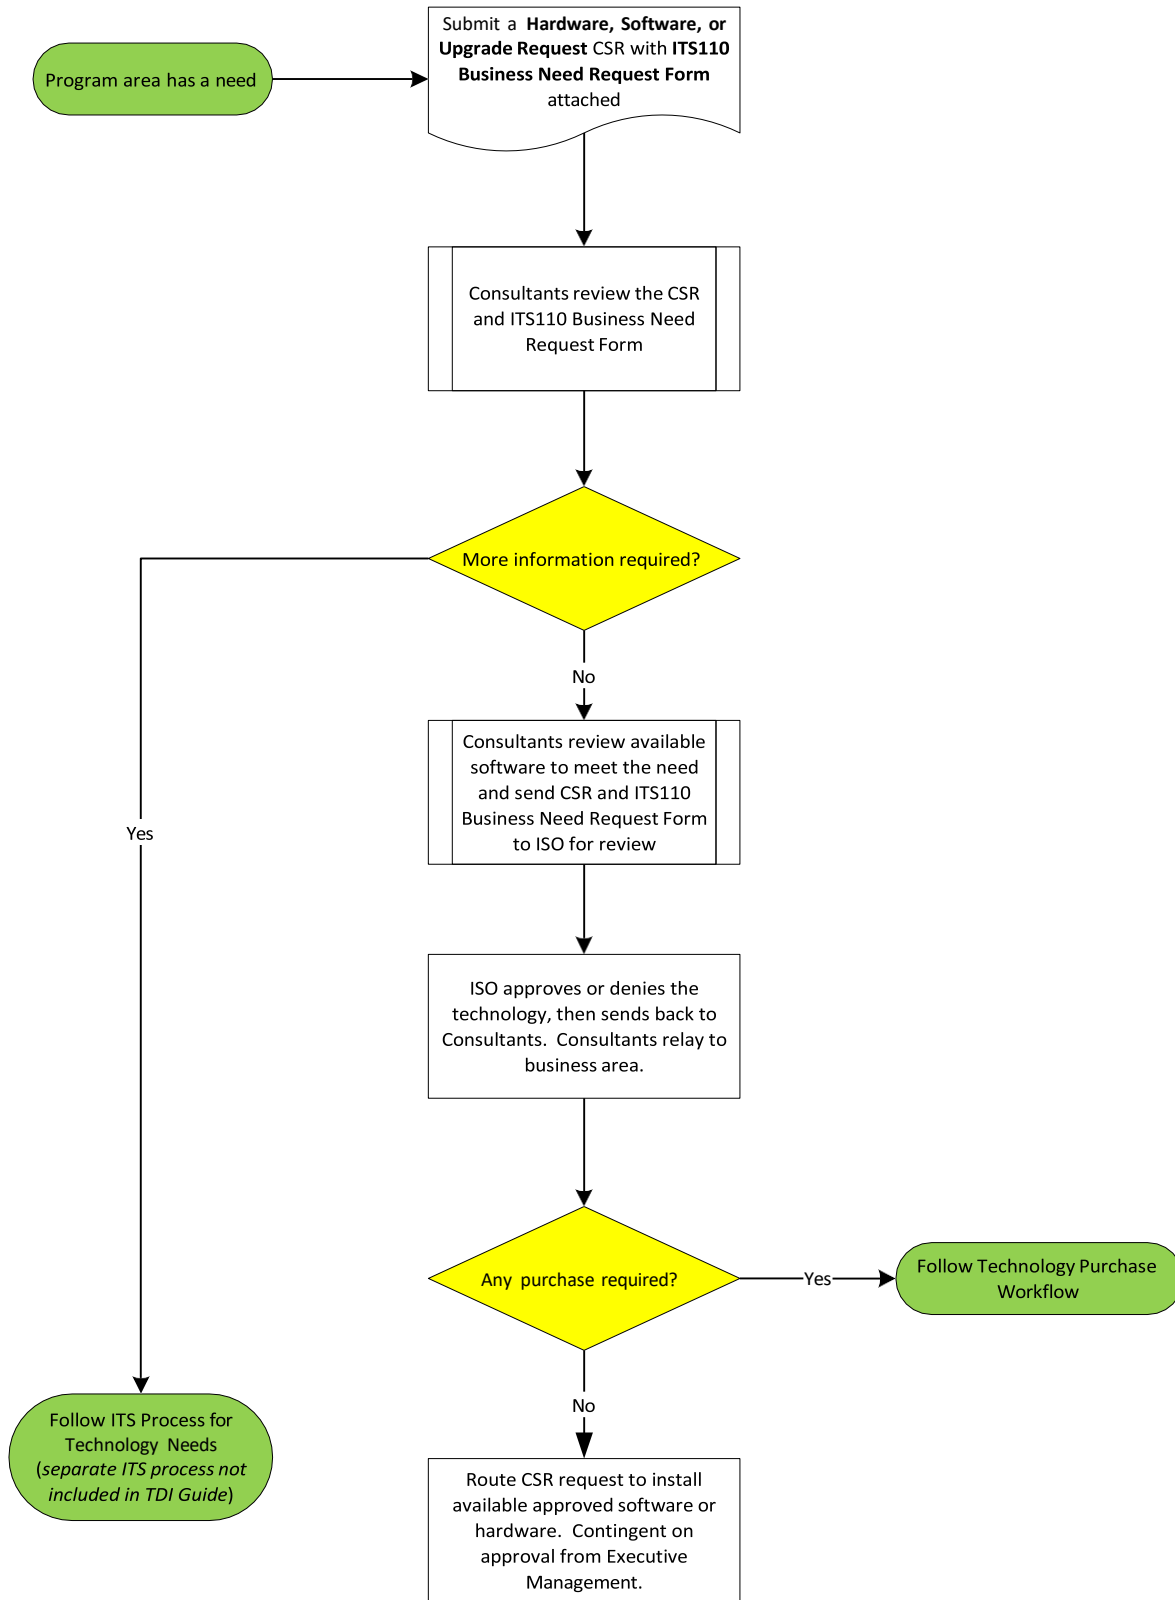 Program area has a need
Submit a Hardware, Software, or
Upgrade Request CSR with ITS110
Business Need Request Form
attached
Consultants review the CSR
and ITS110 Business Need
Request Form
More information required?
No
Yes
Consultants review available
software to meet the need
and send CSR and ITS110
Business Need Request Form
to ISO for review
ISO approves or denies the
technology, then sends back to
Consultants.  Consultants relay to
business area.
Any purchase required?
Yes
Follow Technology Purchase
Workflow
No
Follow ITS Process for
Technology Needs
(separate ITS process not
included in TDI Guide)
Route CSR request to install
available approved software or
hardware.  Contingent on
approval from Executive
Management.